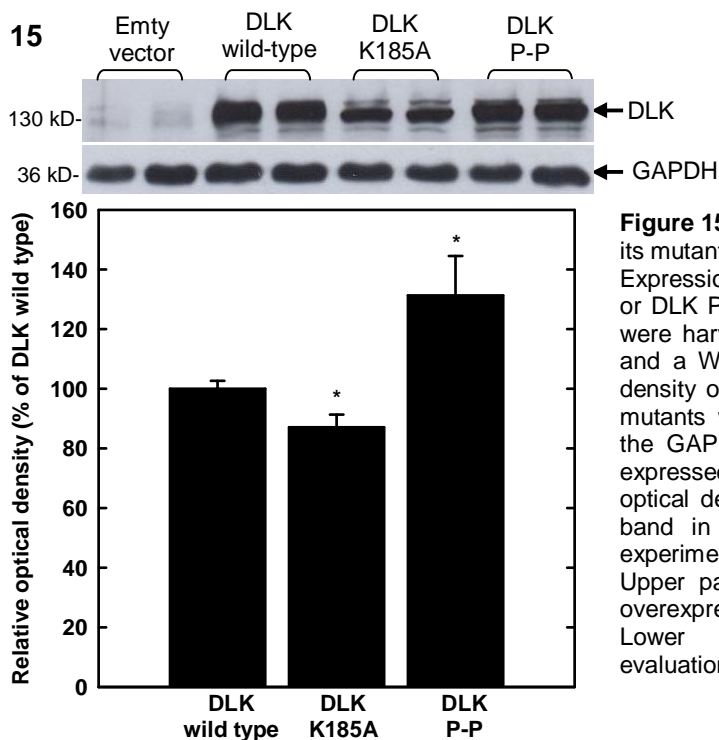 15
Emty
vector
DLK
wild-type
DLK
K185A
DLK
P-P
130 kD-
DLK
36 kD-
GAPDH
Relative optical density (% of DLK wild type)
160
140
120
100
80
60
40
20
0
*
*
DLK
wild type
DLK
K185A
DLK
P-P
Figure 15
its mutant
Expression
or DLK P
were har
and a W
density o
mutants
the GAP
expressed
optical de
band in
experime
Upper pa
overexpre
Lower
evaluation